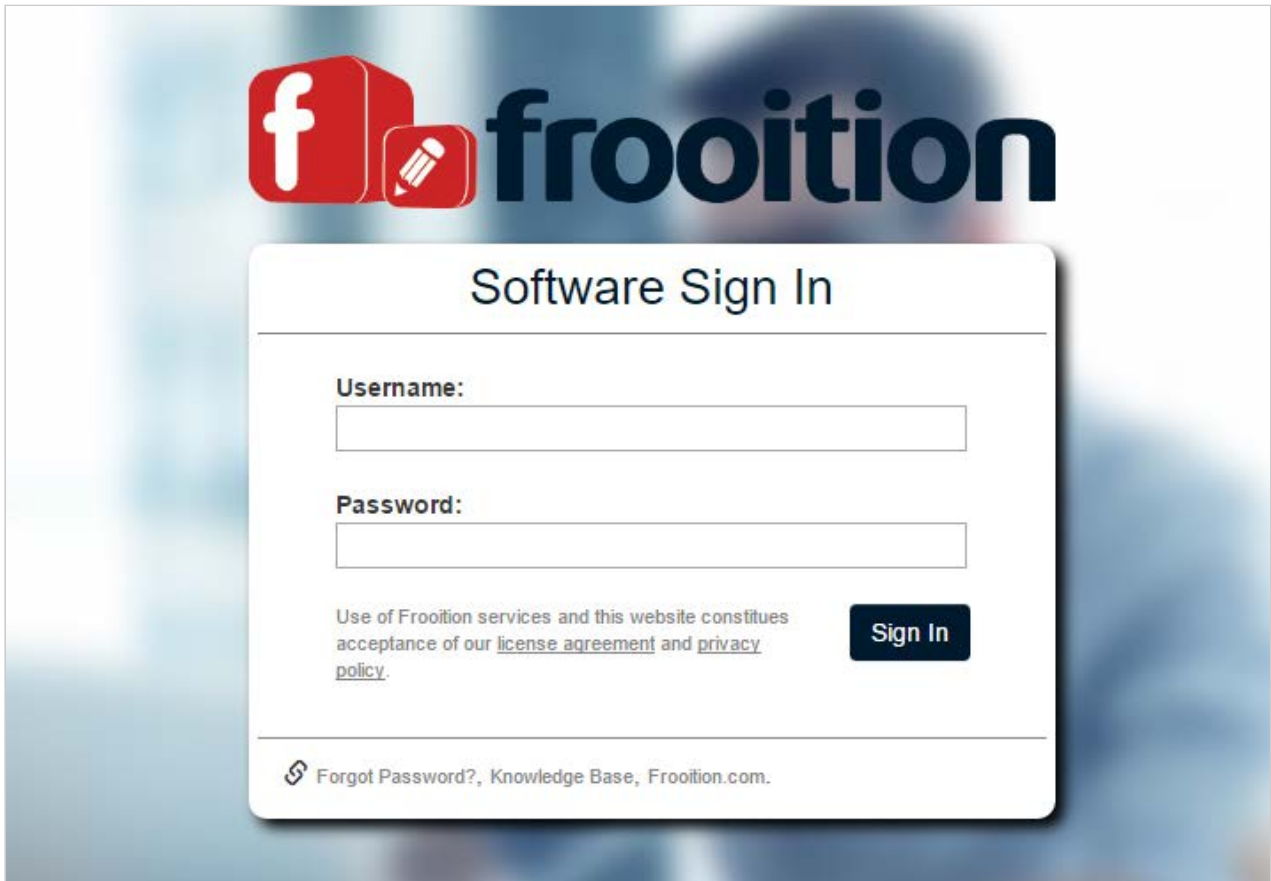 f frooition
Software Sign In
Username:
Password:
Use of Frooition services and this website constitues
acceptance of our license agreement and privacy
policy.
Sign In
Forgot Password?, Knowledge Base, Frooition.com.